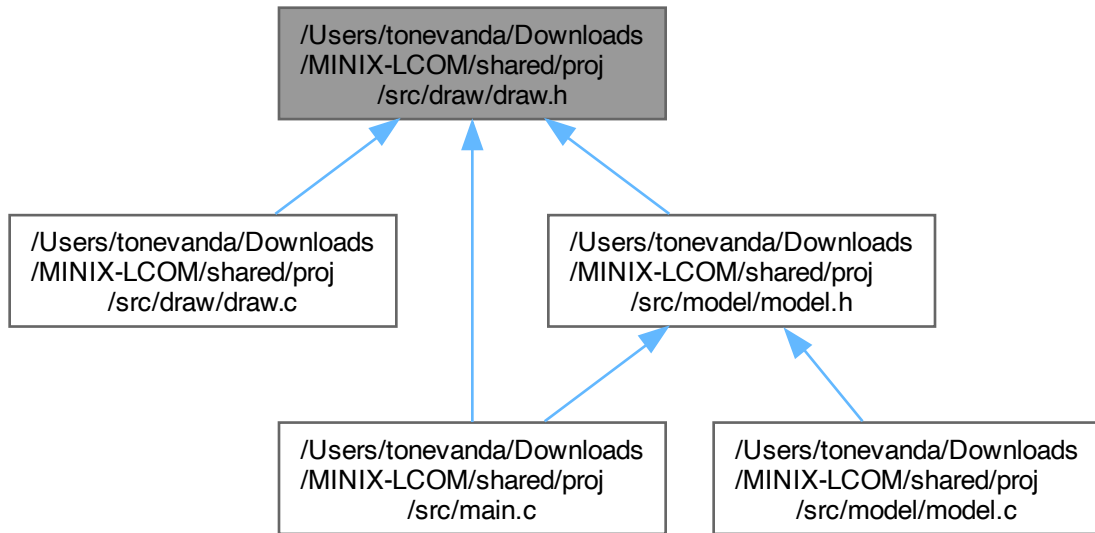 /Users/tonevanda/Downloads
/MINIX-LCOM/shared/proj
/src/draw/draw.h
/Users/tonevanda/Downloads
/MINIX-LCOM/shared/proj
/src/draw/draw.c
/Users/tonevanda/Downloads
/MINIX-LCOM/shared/proj
/src/model/model.h
/Users/tonevanda/Downloads
/MINIX-LCOM/shared/proj
/src/main.c
/Users/tonevanda/Downloads
/MINIX-LCOM/shared/proj
/src/model/model.c